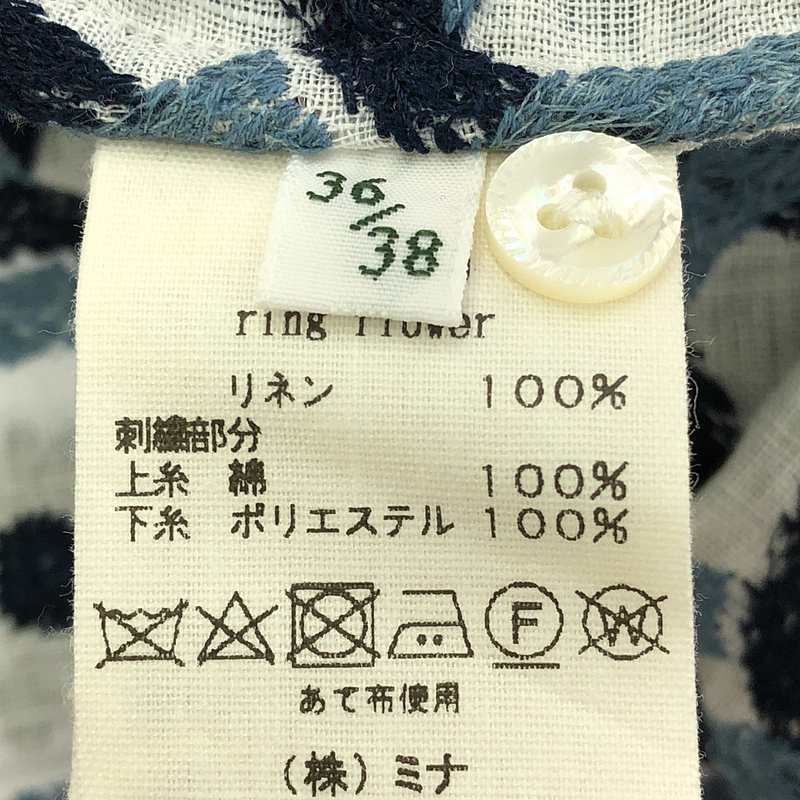 36/38
ring flower
リネン 100%
刺繍部分
上糸 綿 100%
下糸 ポリエステル 100%
F W
あて布使用
(株)ミナ